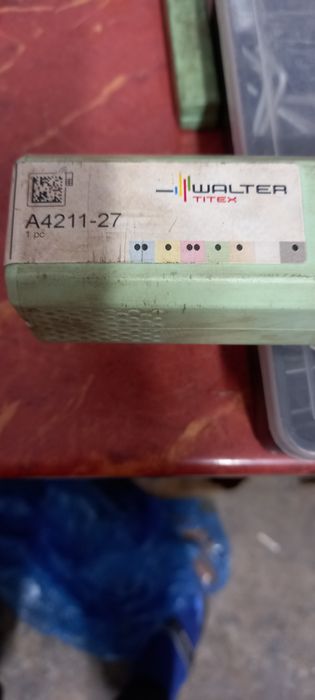 WALTER
TITEX
A4211-27
1 pc